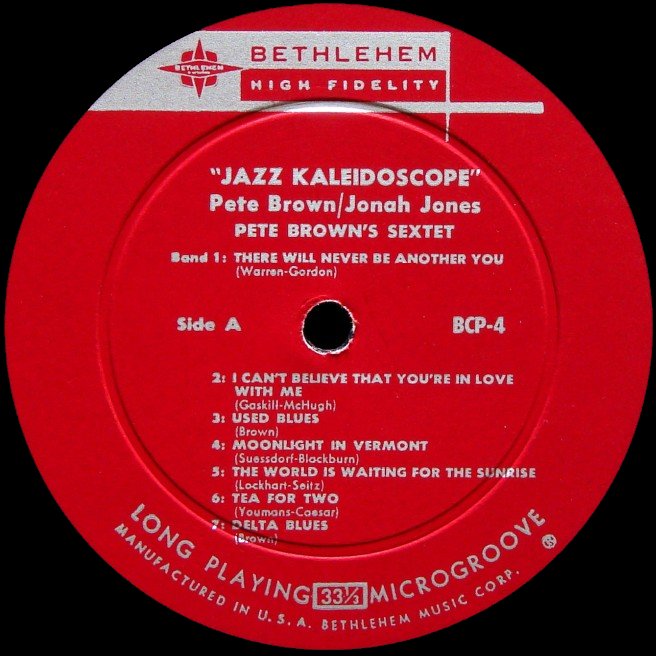 BETHLEHEM
BETHLEHEM
HIGH FIDELITY
"JAZZ KALEIDOSCOPE"
Pete Brown/Jonah Jones
PETE BROWN'S SEXTET
Band 1: THERE WILL NEVER BE ANOTHER YOU
(Warren-Gordon)
Side A
BCP-4
2: I CAN'T BELIEVE THAT YOU'RE IN LOVE
WITH ME
(Gaskill-McHugh)
3: USED BLUES
(Brown)
4: MOONLIGHT IN VERMONT
(Suessdorf-Blackburn)
5: THE WORLD IS WAITING FOR THE SUNRISE
(Lockhart-Seitz)
6: TEA FOR TWO
(Youmans-Caesar)
7: DELTA BLUES
(Brown)
LONG PLAYING 33⅓ MICROGROOVE
MANUFACTURED IN U.S.A. BETHLEHEM MUSIC CORP.